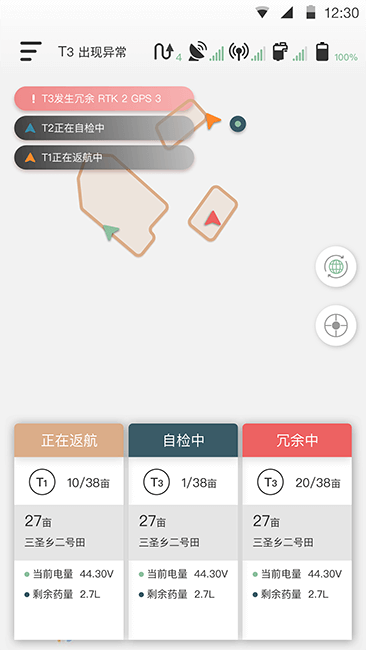 12:30
T3 出现异常
4
100%
T3发生冗余 RTK 2 GPS 3
T2正在自检中
T1正在返航中
正在返航
自检中
冗余中
T1 10/38亩
T3 1/38亩
T3 20/38亩
27亩
27亩
27亩
三圣乡二号田
三圣乡二号田
三圣乡二号田
当前电量 44.30V
当前电量 44.30V
当前电量 44.30V
剩余药量 2.7L
剩余药量 2.7L
剩余药量 2.7L